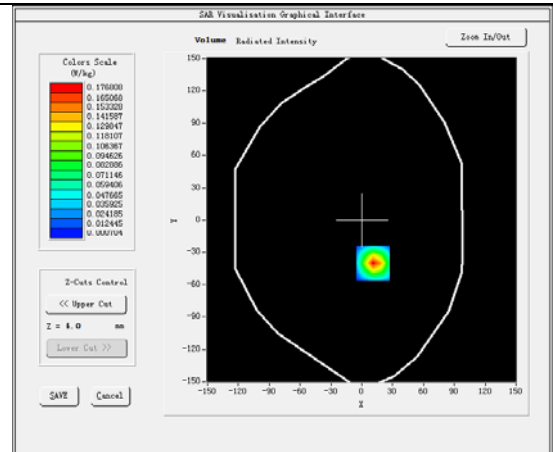 SAR Visualisation Graphical Interface
Volume Radiated Intensity
Zoom In/Out
Colors Scale
(W/kg)
0.176800
0.165060
0.153328
0.141587
0.129847
0.118107
0.106367
0.094626
0.082886
0.071146
0.059406
0.047665
0.035925
0.024185
0.012445
0.000704
Z-Cuts Control
<< Upper Cut
Z = 4.0 mm
Lower Cut >>
SAVE
Cancel
150
120
90
60
30
0
-30
-60
-90
-120
-150
Y
-150 -120 -90 -60 -30 0 30 60 90 120 150
X